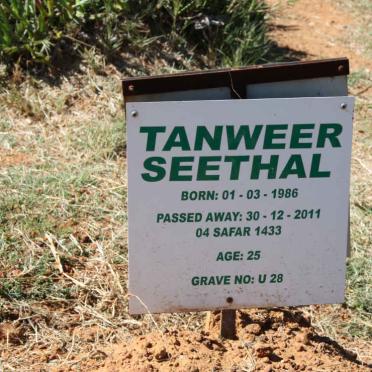 TANWEER
SEETHAL
BORN: 01 - 03 - 1986
PASSED AWAY: 30 - 12 - 2011
04 SAFAR 1433
AGE: 25
GRAVE NO: U 28